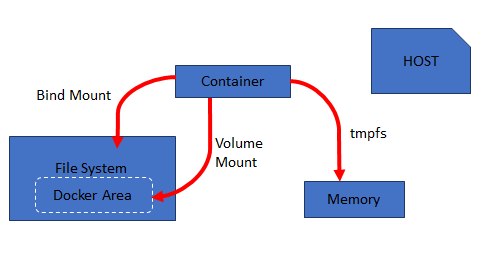 HOST
Container
Bind Mount
tmpfs
Volume
Mount
File System
Docker Area
Memory